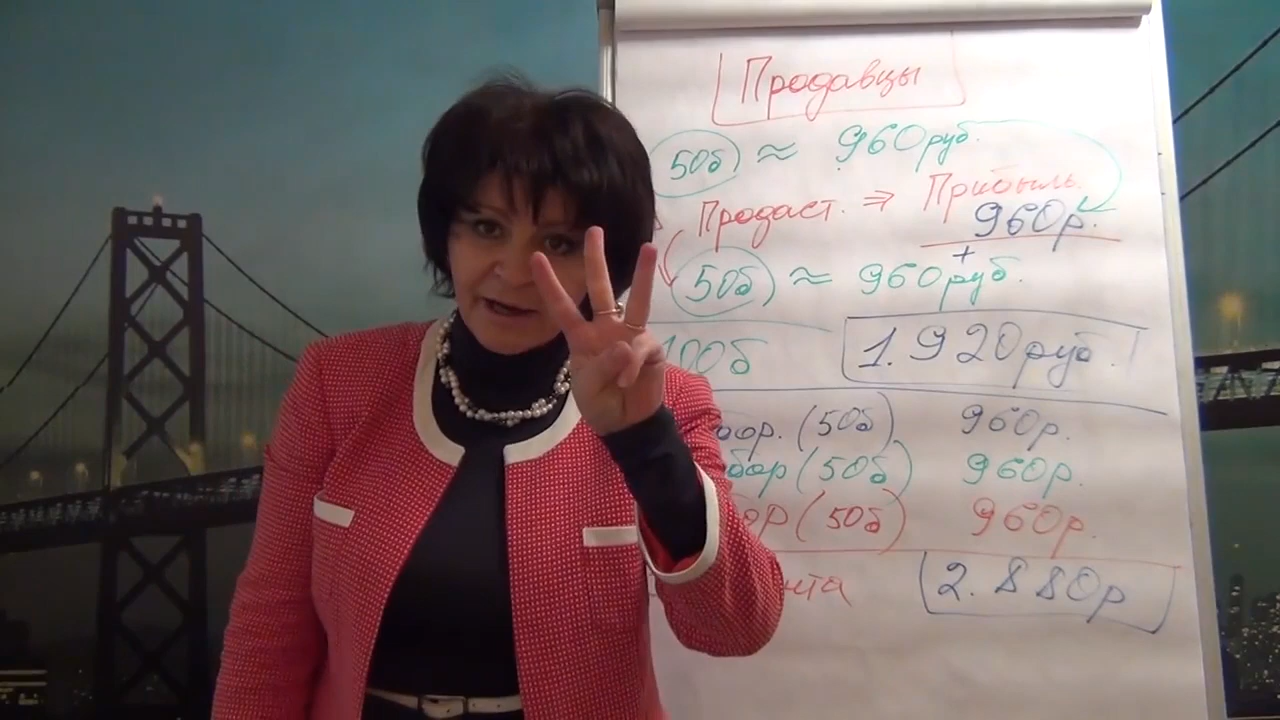 Продавцы
50б ≈ 960руб.
Продаст. ⇒ Прибыль.
960р.
+
50б ≈ 960руб.
100б 1.920руб.
(50б) 960р.
(50б) 960р.
(50б) 960р.
2.880р